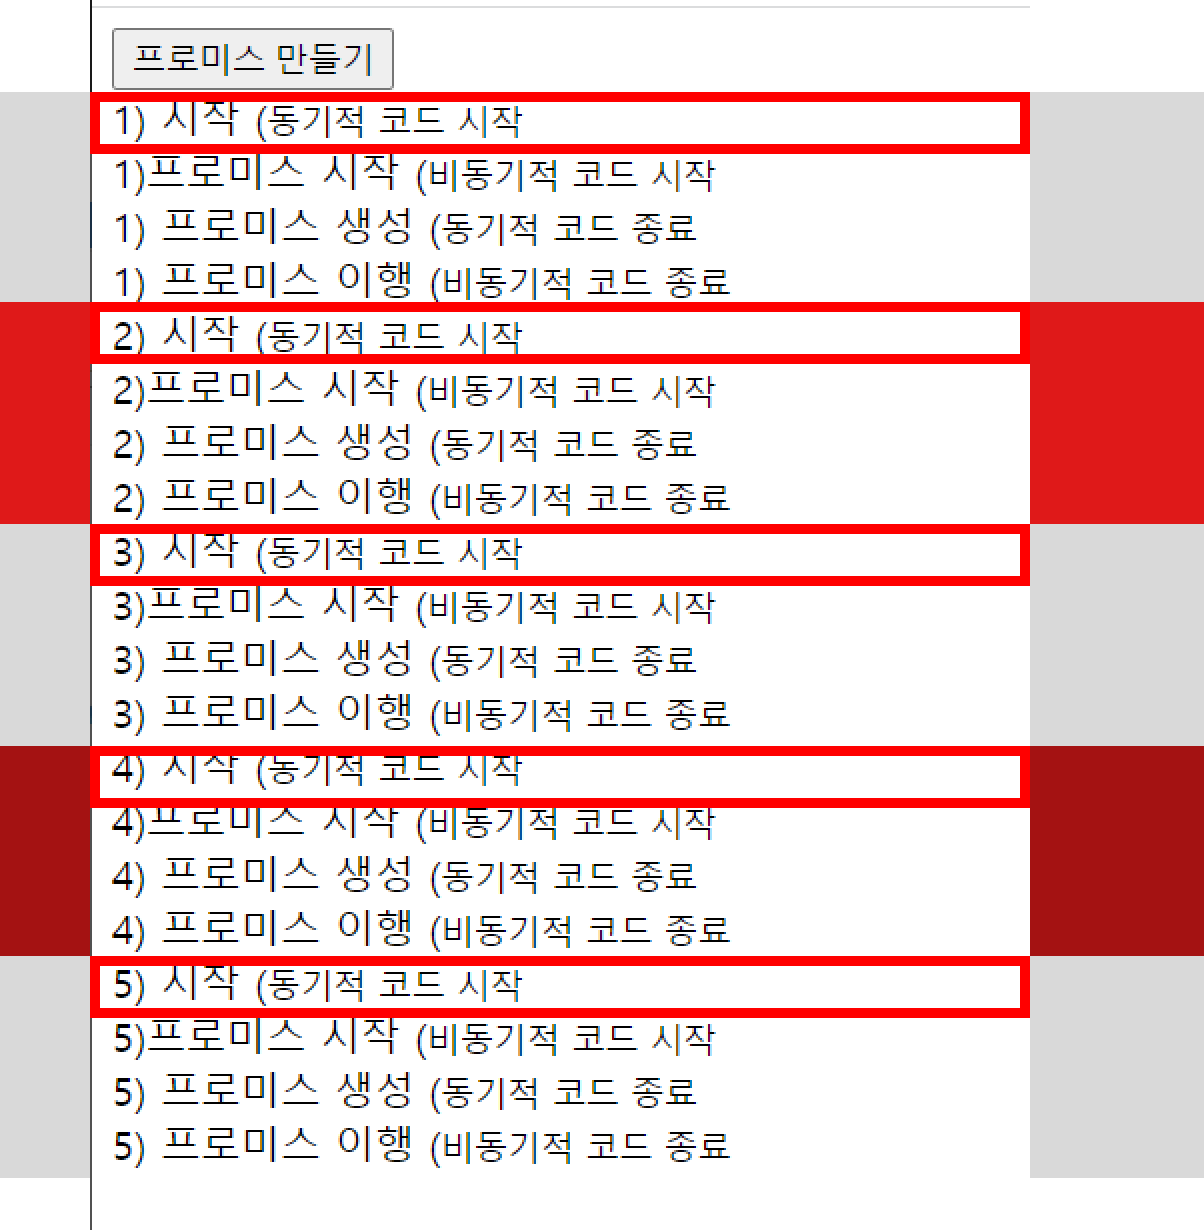 프로미스 만들기
1) 시작 (동기적 코드 시작
1)프로미스 시작 (비동기적 코드 시작
1) 프로미스 생성 (동기적 코드 종료
1) 프로미스 이행 (비동기적 코드 종료
2) 시작 (동기적 코드 시작
2)프로미스 시작 (비동기적 코드 시작
2) 프로미스 생성 (동기적 코드 종료
2) 프로미스 이행 (비동기적 코드 종료
3) 시작 (동기적 코드 시작
3)프로미스 시작 (비동기적 코드 시작
3) 프로미스 생성 (동기적 코드 종료
3) 프로미스 이행 (비동기적 코드 종료
4) 시작 (동기적 코드 시작
4)프로미스 시작 (비동기적 코드 시작
4) 프로미스 생성 (동기적 코드 종료
4) 프로미스 이행 (비동기적 코드 종료
5) 시작 (동기적 코드 시작
5)프로미스 시작 (비동기적 코드 시작
5) 프로미스 생성 (동기적 코드 종료
5) 프로미스 이행 (비동기적 코드 종료